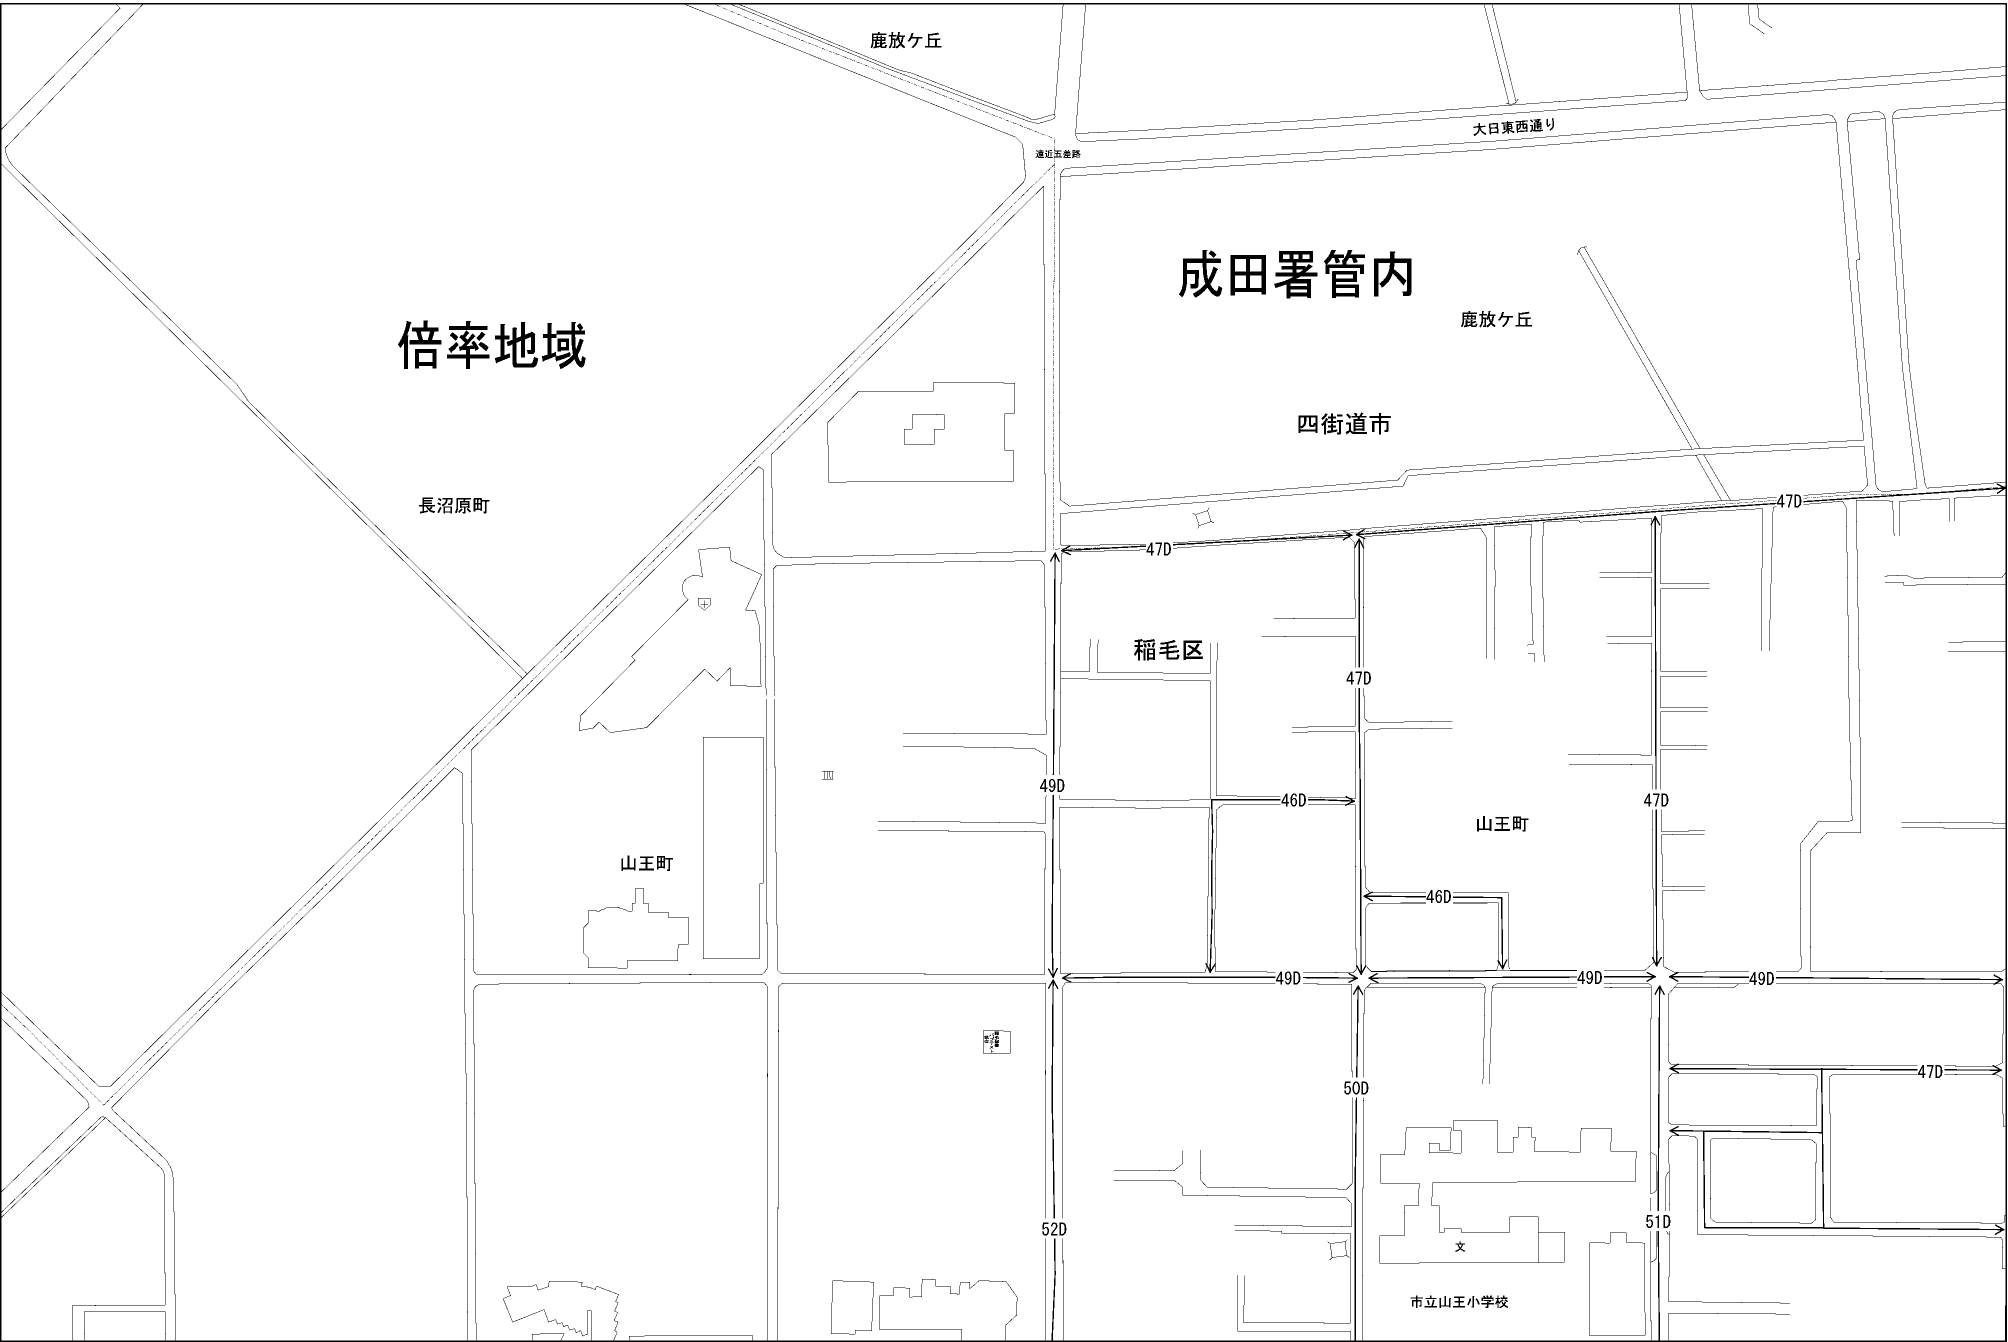 鹿放ケ丘
大日東西通り
遠近五差路
成田署管内
鹿放ケ丘
倍率地域
四街道市
長沼原町
47D
47D
稲毛区
47D
49D
46D
47D
山王町
山王町
46D
49D
49D
49D
50D
47D
52D
51D
文
市立山王小学校